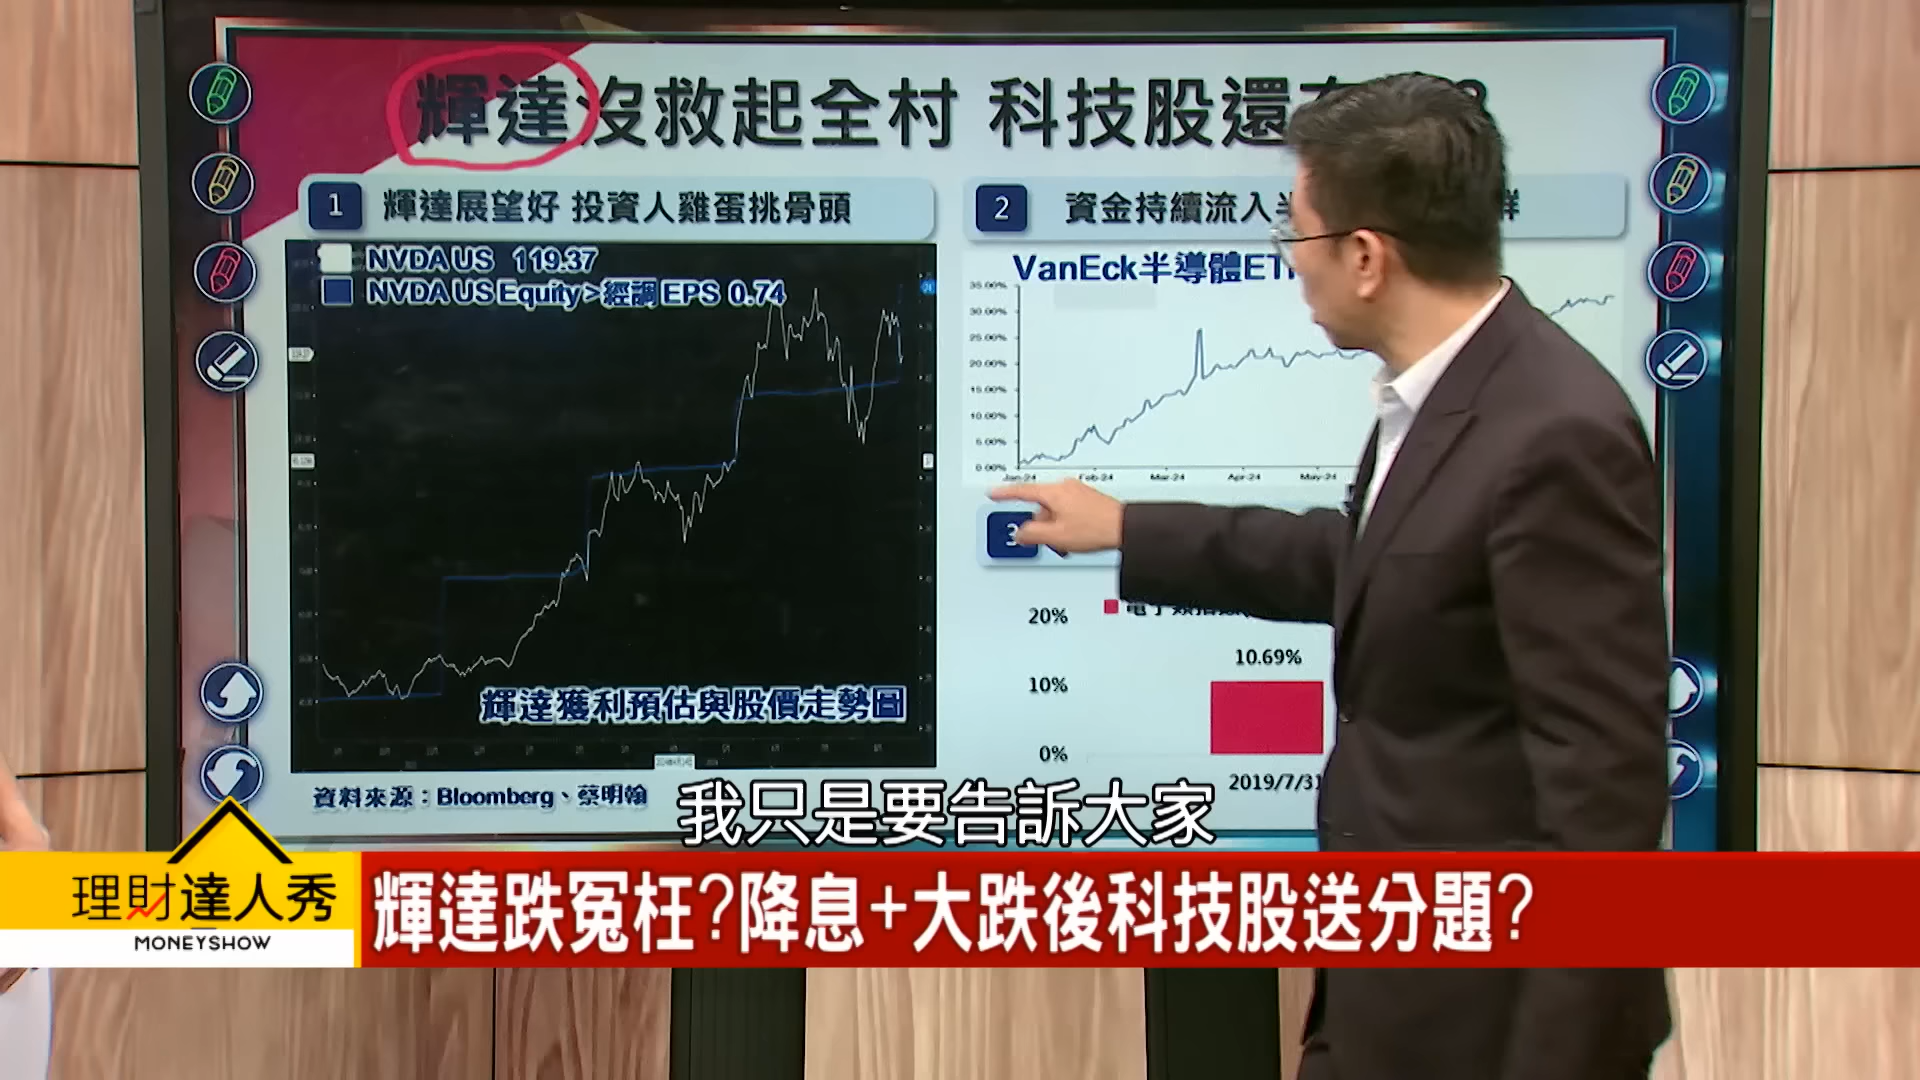 輝達沒救起全村 科技股還
1 輝達展望好 投資人雞蛋挑骨頭
NVDA US 119.37
NVDA US Equity>經調EPS 0.74
輝達獲利預估與股價走勢圖
資料來源：Bloomberg、蔡明翰
2 資金持續流入
VanEck半導體ET
35.00%
30.00%
25.00%
20.00%
15.00%
10.00%
5.00%
0.00%
Jan-24 Feb-24 Mar-24 Apr-24 May-24
3
20%
10%
0%
10.69%
2019/7/31
我只是要告訴大家
理財達人秀
MONEYSHOW
輝達跌冤枉?降息+大跌後科技股送分題?